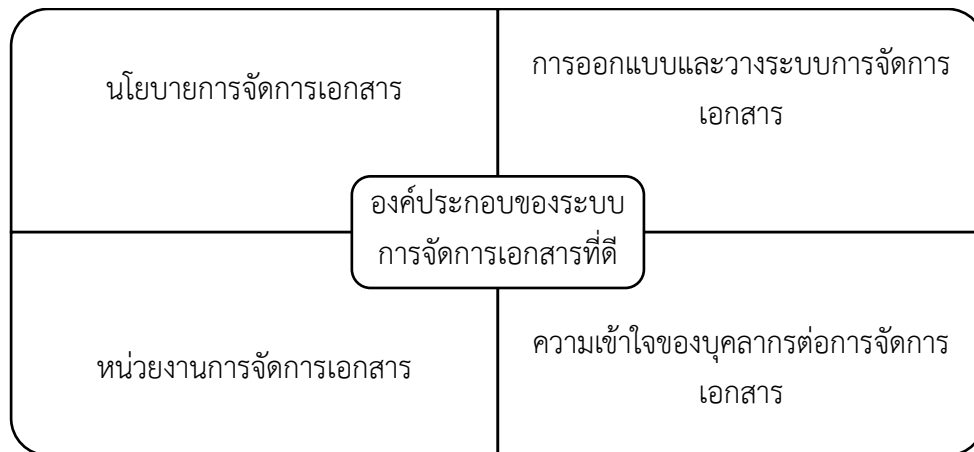 นโยบายการจัดการเอกสาร
การออกแบบและวางระบบการจัดการ
เอกสาร
องค์ประกอบของระบบ
การจัดการเอกสารที่ดี
หน่วยงานการจัดการเอกสาร
ความเข้าใจของบุคลากรต่อการจัดการ
เอกสาร